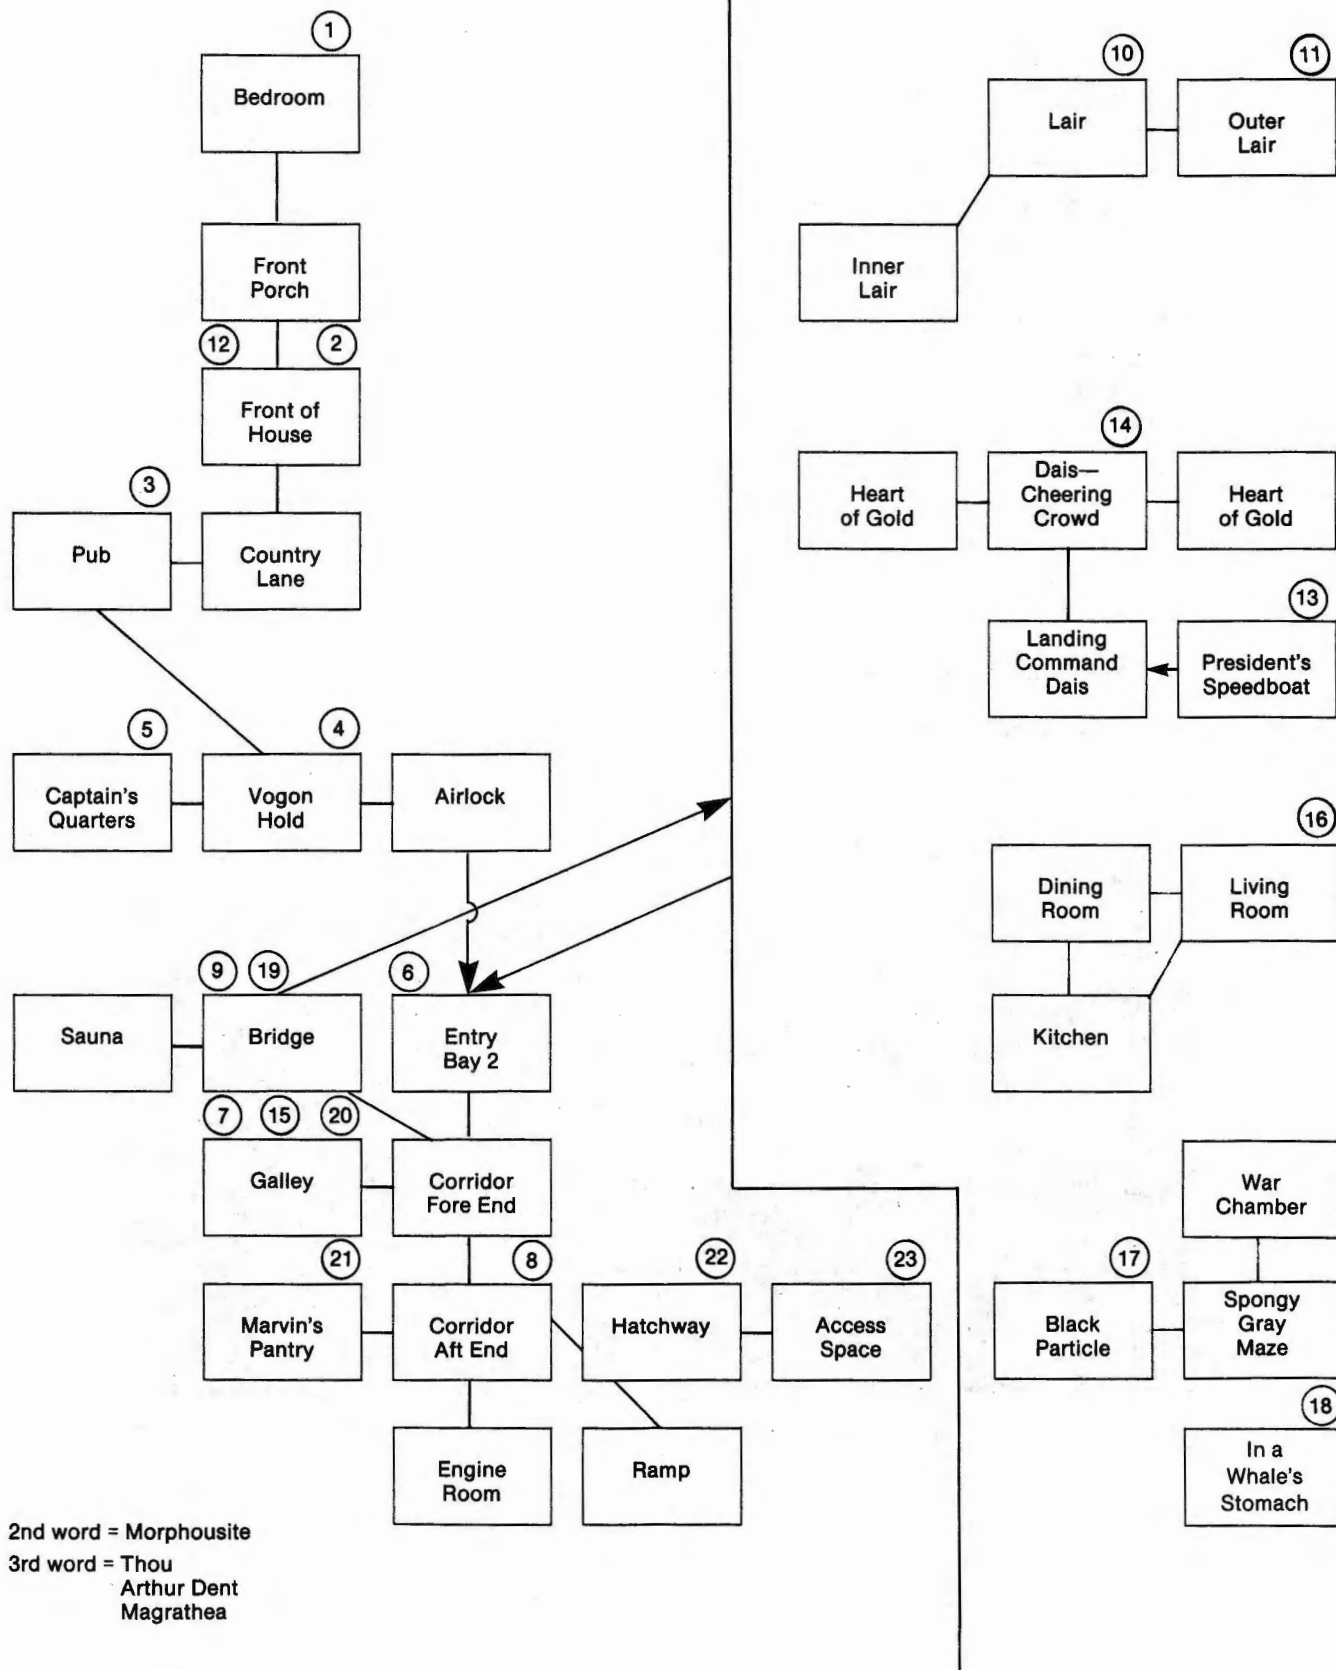 1
Bedroom
Front
Porch
12
2
Front of
House
3
Pub
Country
Lane
5
4
Captain's
Quarters
Vogon
Hold
Airlock
9
19
6
Sauna
Bridge
Entry
Bay 2
7
15
20
Galley
Corridor
Fore End
21
8
22
23
Marvin's
Pantry
Corridor
Aft End
Hatchway
Access
Space
Engine
Room
Ramp
2nd word = Morphousite
3rd word = Thou
Arthur Dent
Magrathea
10
11
Lair
Outer
Lair
Inner
Lair
14
Heart
of Gold
Dais—
Cheering
Crowd
Heart
of Gold
13
Landing
Command
Dais
President's
Speedboat
16
Dining
Room
Living
Room
Kitchen
War
Chamber
17
Black
Particle
Spongy
Gray
Maze
18
In a
Whale's
Stomach